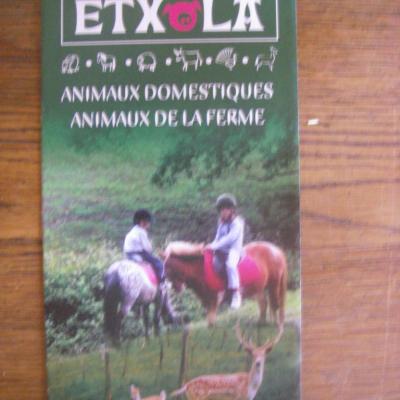 ETXOLA
ANIMAUX DOMESTIQUES
ANIMAUX DE LA FERME